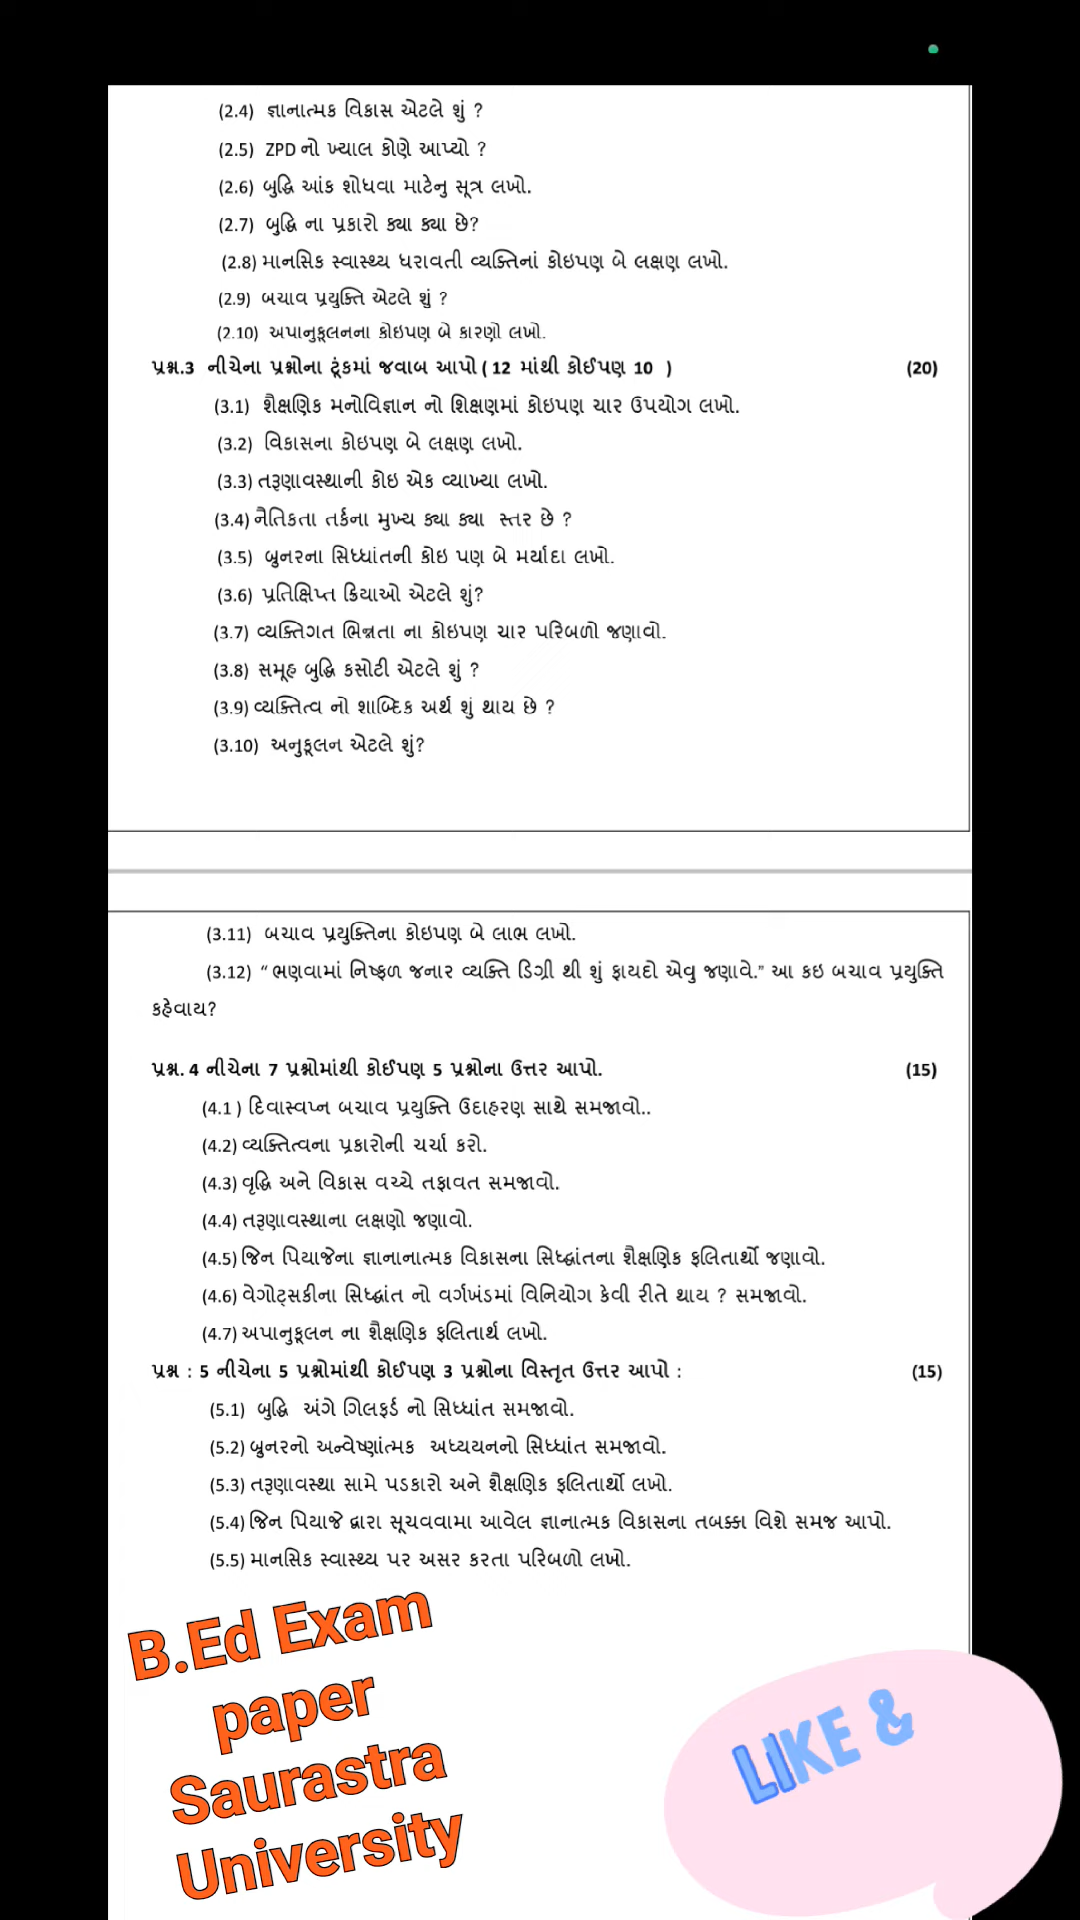 (2.4) જ્ઞાનાત્મક વિકાસ એટલે શું ?
(2.5) ZPD નો ખ્યાલ કોણે આપ્યો ?
(2.6) બુદ્ધિ આંક શોધવા માટેનુ સૂત્ર લખો.
(2.7) બુદ્ધિ ના પ્રકારો ક્યા ક્યા છે?
(2.8) માનસિક સ્વાસ્થ્ય ધરાવતી વ્યક્તિનાં કોઇપણ બે લક્ષણ લખો.
(2.9) બચાવ પ્રયુક્તિ એટલે શું ?
(2.10) અપાનુકૂલનના કોઇપણ બે કારણો લખો.
પ્રશ્ન.3 નીચેના પ્રશ્નોના ટૂંકમાં જવાબ આપો ( 12 માંથી કોઈપણ 10 ) (20)
(3.1) શૈક્ષણિક મનોવિજ્ઞાન નો શિક્ષણમાં કોઇપણ ચાર ઉપયોગ લખો.
(3.2) વિકાસના કોઇપણ બે લક્ષણ લખો.
(3.3) તરૂણાવસ્થાની કોઇ એક વ્યાખ્યા લખો.
(3.4) નૈતિકતા તર્કના મુખ્ય ક્યા ક્યા સ્તર છે ?
(3.5) બ્રુનરના સિધ્ધાંતની કોઇ પણ બે મર્યાદા લખો.
(3.6) પ્રતિક્ષિપ્ત ક્રિયાઓ એટલે શું?
(3.7) વ્યક્તિગત ભિન્નતા ના કોઇપણ ચાર પરિબળો જણાવો.
(3.8) સમૂહ બુદ્ધિ કસોટી એટલે શું ?
(3.9) વ્યક્તિત્વ નો શાબ્દિક અર્થ શું થાય છે ?
(3.10) અનુકૂલન એટલે શું?
(3.11) બચાવ પ્રયુક્તિના કોઇપણ બે લાભ લખો.
(3.12) “ ભણવામાં નિષ્ફળ જનાર વ્યક્તિ ડિગ્રી થી શું ફાયદો એવુ જણાવે.” આ કઇ બચાવ પ્રયુક્તિ
કહેવાય?
પ્રશ્ન. 4 નીચેના 7 પ્રશ્નોમાંથી કોઈપણ 5 પ્રશ્નોના ઉત્તર આપો. (15)
(4.1 ) દિવાસ્વપ્ન બચાવ પ્રયુક્તિ ઉદાહરણ સાથે સમજાવો..
(4.2) વ્યક્તિત્વના પ્રકારોની ચર્ચા કરો.
(4.3) વૃદ્ધિ અને વિકાસ વચ્ચે તફાવત સમજાવો.
(4.4) તરૂણાવસ્થાના લક્ષણો જણાવો.
(4.5) જિન પિયાજેના જ્ઞાનાનાત્મક વિકાસના સિધ્દ્ધાંતના શૈક્ષણિક ફલિતાર્થો જણાવો.
(4.6) વેગોટ્સકીના સિધ્દ્ધાંત નો વર્ગખંડમાં વિનિયોગ કેવી રીતે થાય ? સમજાવો.
(4.7) અપાનુકૂલન ના શૈક્ષણિક ફલિતાર્થ લખો.
પ્રશ્ન : 5 નીચેના 5 પ્રશ્નોમાંથી કોઈપણ 3 પ્રશ્નોના વિસ્તૃત ઉત્તર આપો : (15)
(5.1) બુદ્ધિ અંગે ગિલફર્ડ નો સિધ્ધાંત સમજાવો.
(5.2) બ્રુનરનો અન્વેષ્ણાંત્મક અધ્યયનનો સિધ્ધાંત સમજાવો.
(5.3) તરૂણાવસ્થા સામે પડકારો અને શૈક્ષણિક ફલિતાર્થો લખો.
(5.4) જિન પિયાજે દ્વારા સૂચવવામા આવેલ જ્ઞાનાત્મક વિકાસના તબક્કા વિશે સમજ આપો.
(5.5) માનસિક સ્વાસ્થ્ય પર અસર કરતા પરિબળો લખો.
B.Ed Exam
paper
Saurastra
University
LIKE &